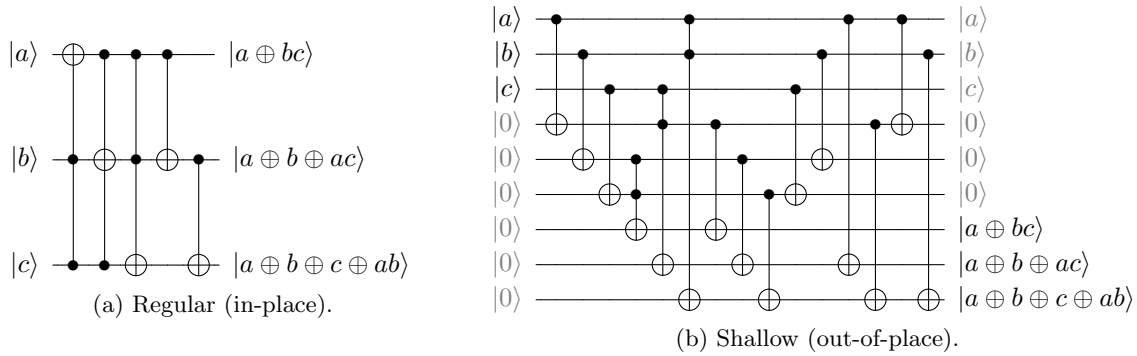 |a⟩ |a ⊕ bc⟩
|b⟩ |a ⊕ b ⊕ ac⟩
|c⟩ |a ⊕ b ⊕ c ⊕ ab⟩
(a) Regular (in-place).
|a⟩ |a⟩
|b⟩ |b⟩
|c⟩ |c⟩
|0⟩ |0⟩
|0⟩ |0⟩
|0⟩ |0⟩
|0⟩ |a ⊕ bc⟩
|0⟩ |a ⊕ b ⊕ ac⟩
|0⟩ |a ⊕ b ⊕ c ⊕ ab⟩
(b) Shallow (out-of-place).